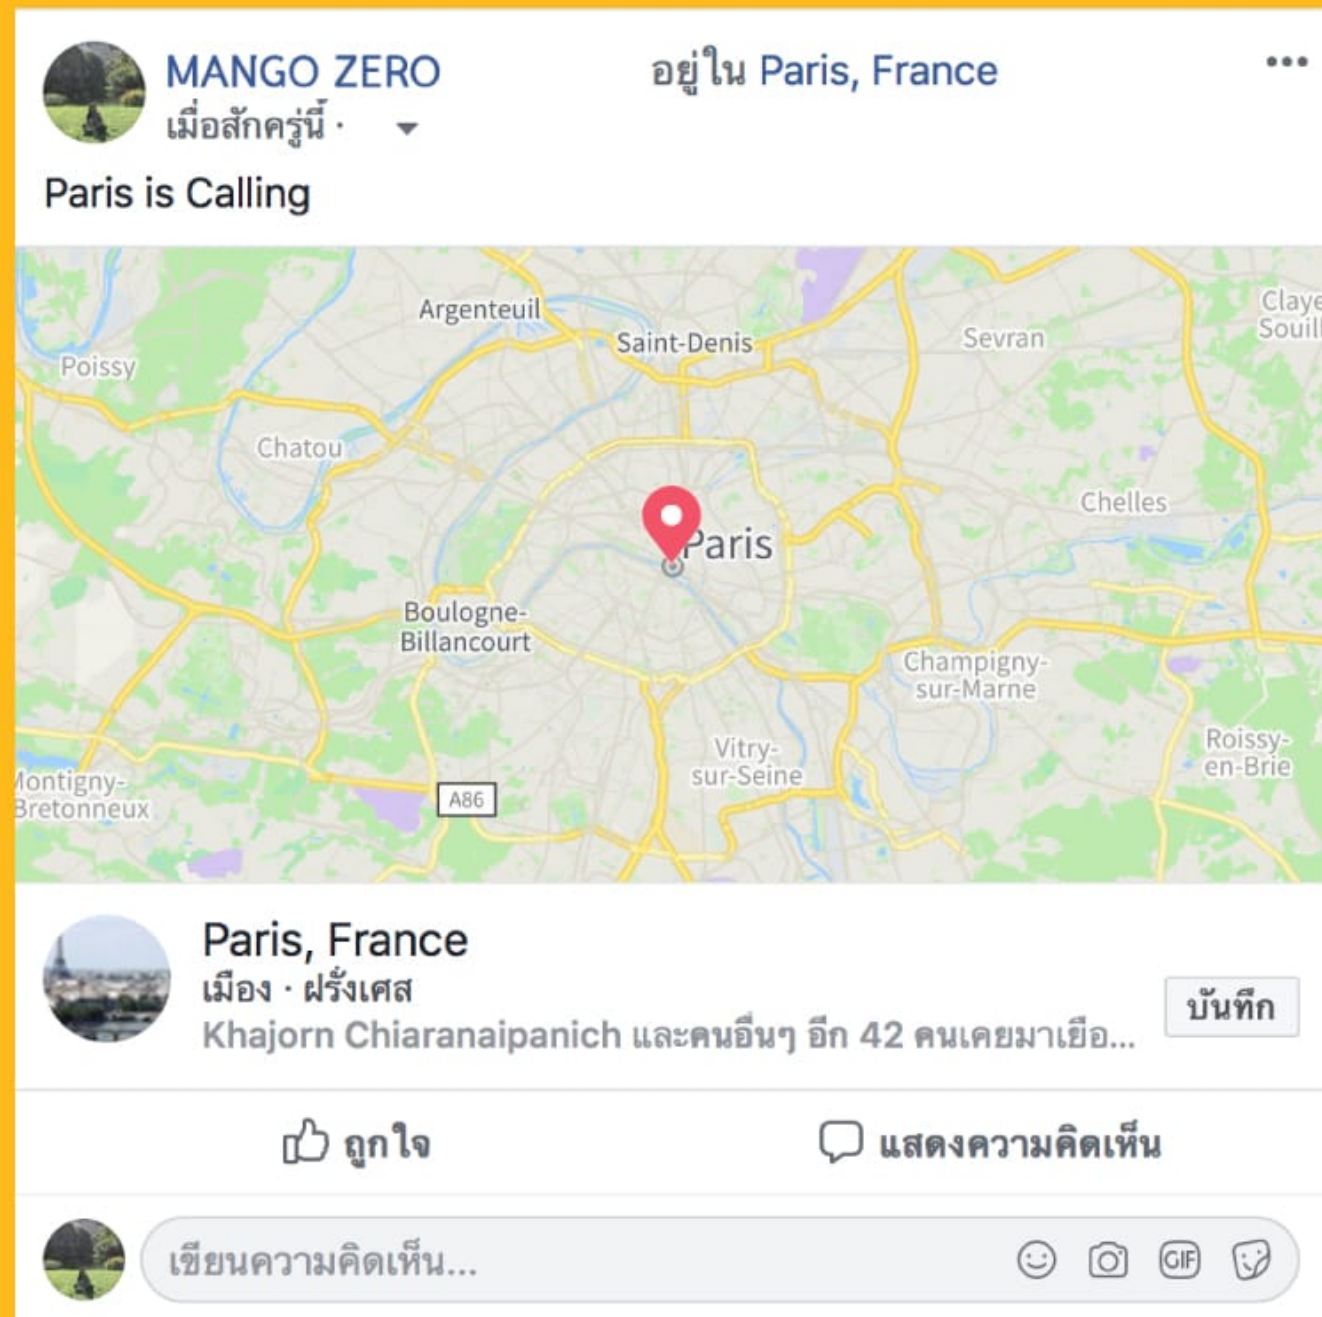 MANGO ZERO อยู่ใน Paris, France
เมื่อสักครู่นี้ ·
Paris is Calling
Argenteuil
Saint-Denis
Sevran
Claye
Souill
Poissy
Chatou
Chelles
Paris
Boulogne-
Billancourt
Champigny-
sur-Marne
Vitry-
sur-Seine
Roissy-
en-Brie
Montigny-
Bretonneux
A86
Paris, France
เมือง · ฝรั่งเศส
บันทึก
Khajorn Chiaranaipanich และคนอื่นๆ อีก 42 คนเคยมาเยือ...
ถูกใจ
แสดงความคิดเห็น
เขียนความคิดเห็น...
GIF